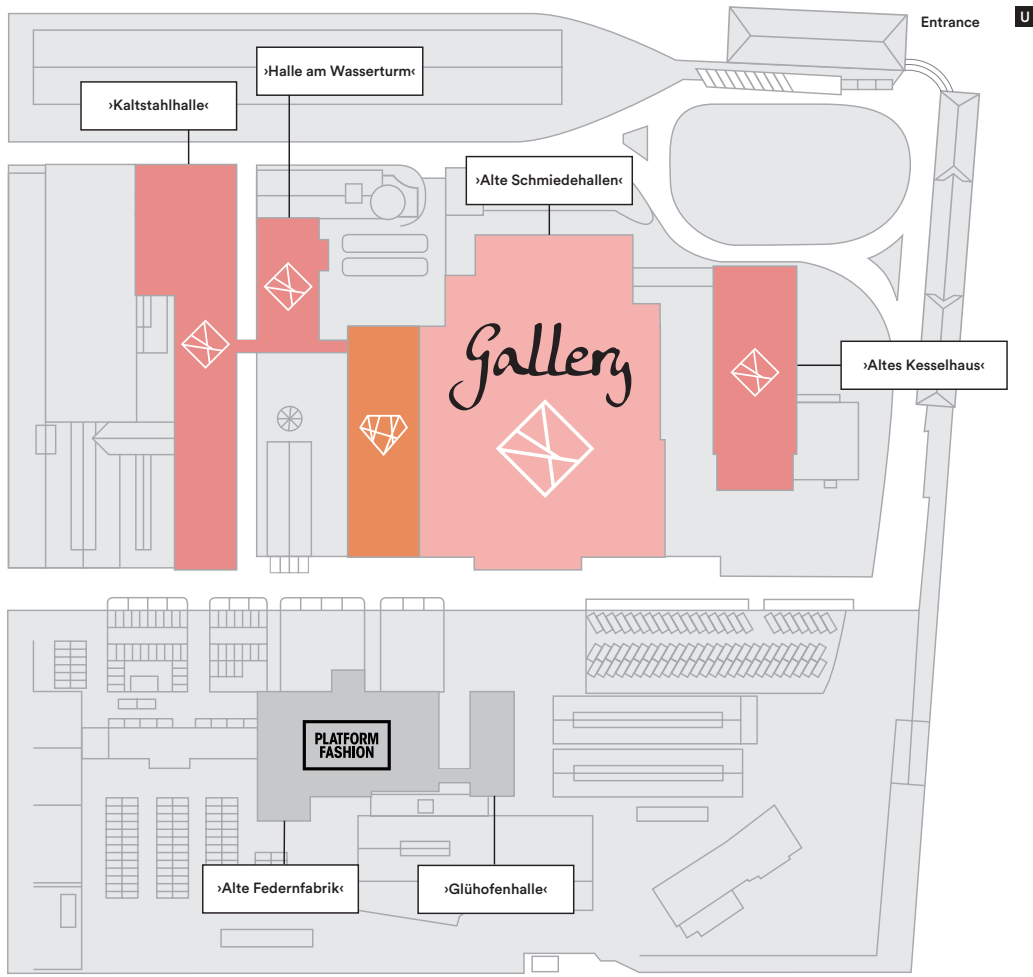 Entrance
U
›Halle am Wasserturm‹
›Kaltstahlhalle‹
›Alte Schmiedehallen‹
Gallery
›Altes Kesselhaus‹
PLATFORM
FASHION
›Alte Federnfabrik‹
›Glühofenhalle‹